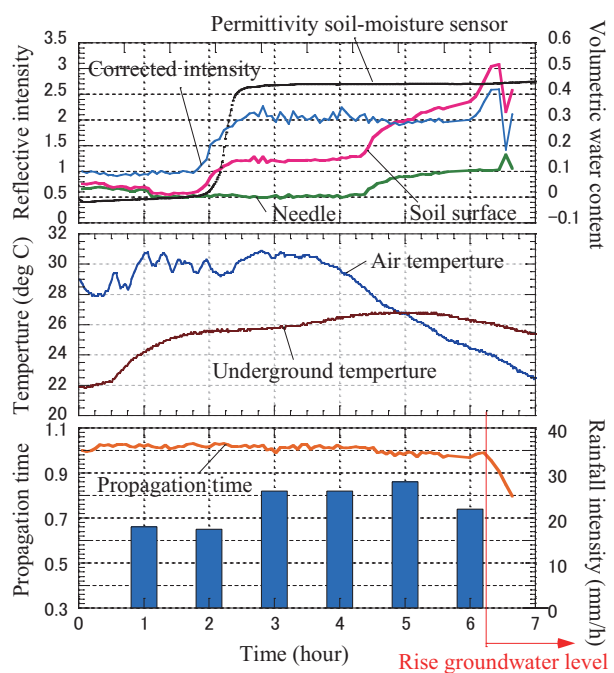 Permittivity soil-moisture sensor
3.5
3
2.5
2
1.5
1
0.5
0
Reflective intensity
0.6
0.5
0.4
0.3
0.2
0.1
0
−0.1
Volumetric water content
Corrected intensity
Needle
Soil surface
32
30
28
26
24
22
20
Temperture (deg C)
Air temperture
Underground temperture
1.1
1.0
0.9
0.7
0.5
0.3
Propagation time
40
30
20
10
0
Rainfall intensity (mm/h)
Propagation time
0 1 2 3 4 5 6 7
Time (hour)
Rise groundwater level